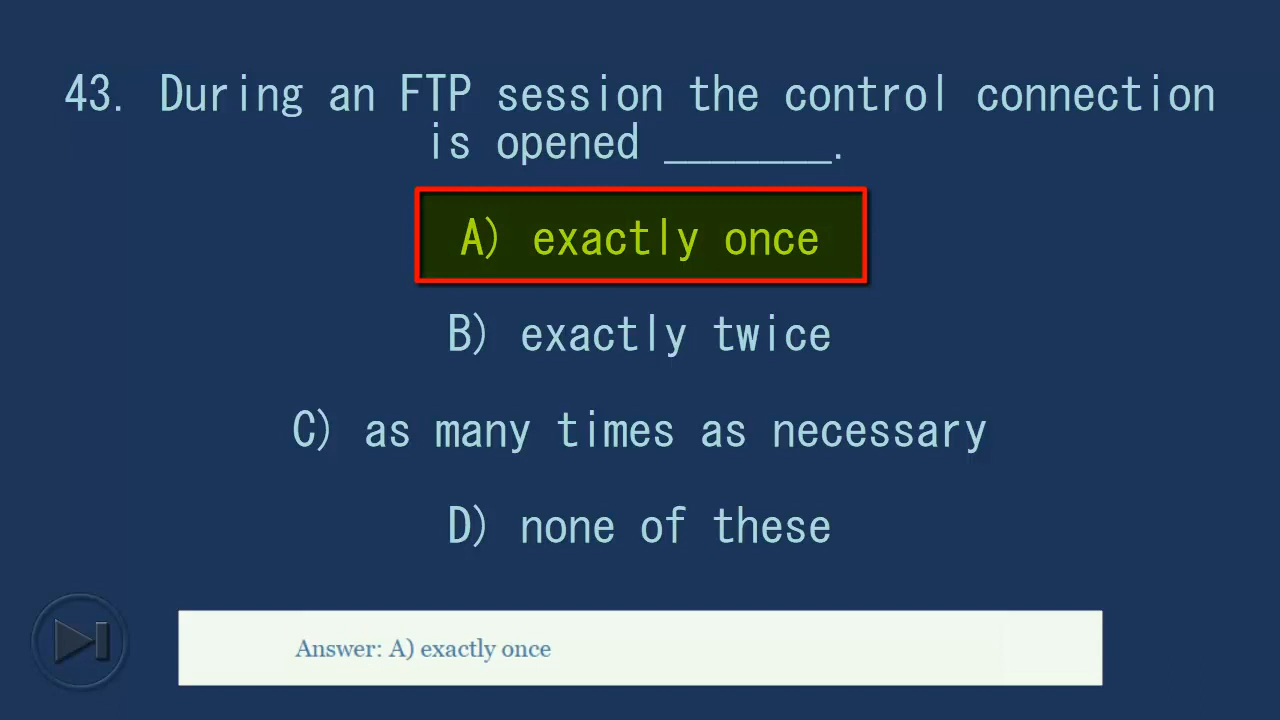 43. During an FTP session the control connection
is opened _______.
A) exactly once
B) exactly twice
C) as many times as necessary
D) none of these
Answer: A) exactly once